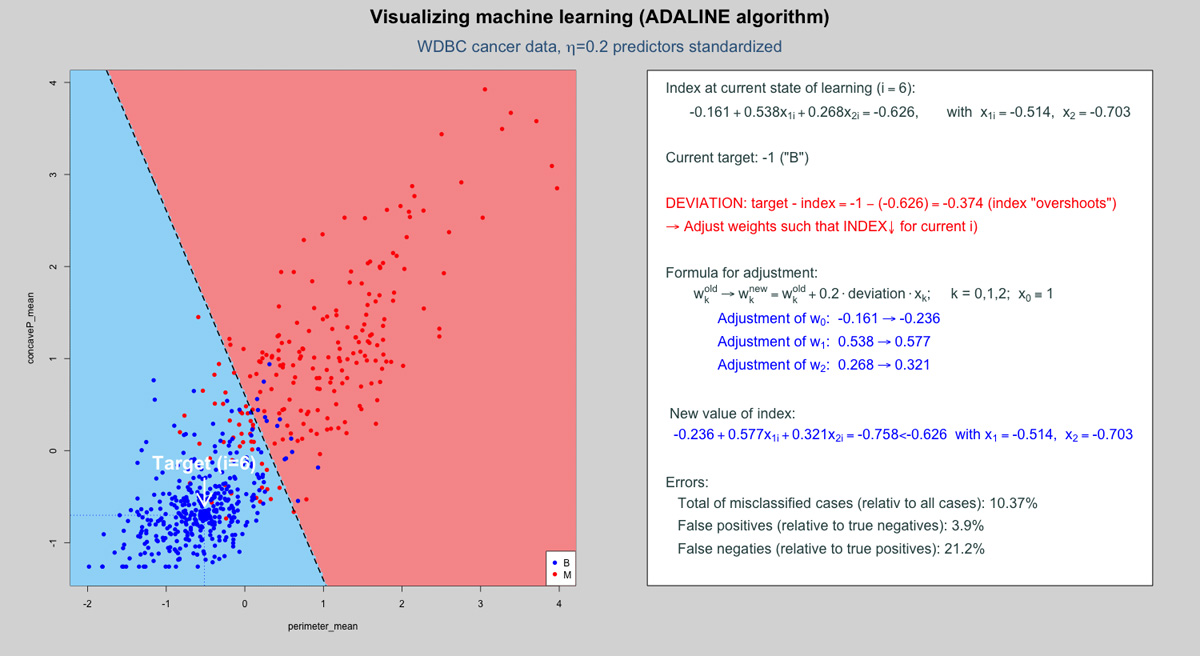 Visualizing machine learning (ADALINE algorithm)
WDBC cancer data, η=0.2 predictors standardized
concaveP_mean
4
3
2
1
0
-1
Target (i=6)
B
M
-2 -1 0 1 2 3 4
perimeter_mean
Index at current state of learning (i = 6):
-0.161 + 0.538x1i + 0.268x2i = -0.626, with x1i = -0.514, x2 = -0.703
Current target: -1 ("B")
DEVIATION: target - index = -1 − (-0.626) = -0.374 (index "overshoots")
→ Adjust weights such that INDEX↓ for current i)
Formula for adjustment:
wk^old → wk^new = wk^old + 0.2 · deviation · xk; k = 0,1,2; x0 ≡ 1
Adjustment of w0: -0.161 → -0.236
Adjustment of w1: 0.538 → 0.577
Adjustment of w2: 0.268 → 0.321
New value of index:
-0.236 + 0.577x1i + 0.321x2i = -0.758<-0.626 with x1 = -0.514, x2 = -0.703
Errors:
Total of misclassified cases (relativ to all cases): 10.37%
False positives (relative to true negatives): 3.9%
False negaties (relative to true positives): 21.2%